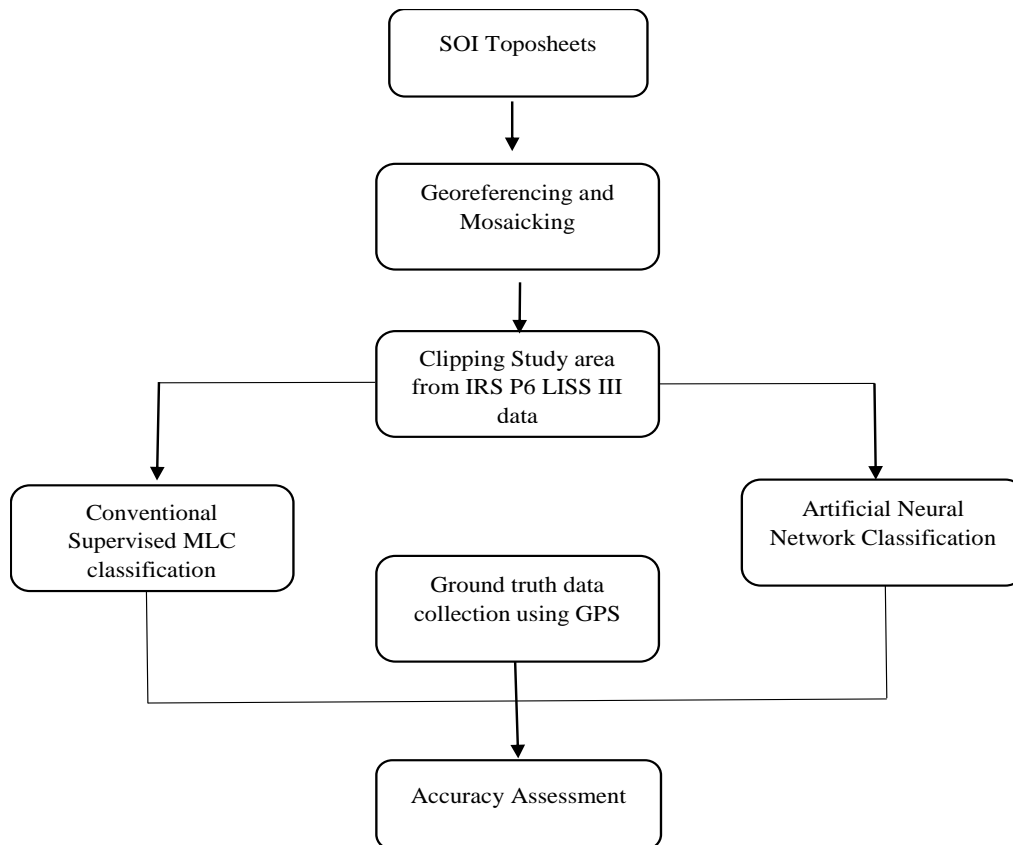 SOI Toposheets
Georeferencing and
Mosaicking
Clipping Study area
from IRS P6 LISS III
data
Conventional
Supervised MLC
classification
Artificial Neural
Network Classification
Ground truth data
collection using GPS
Accuracy Assessment